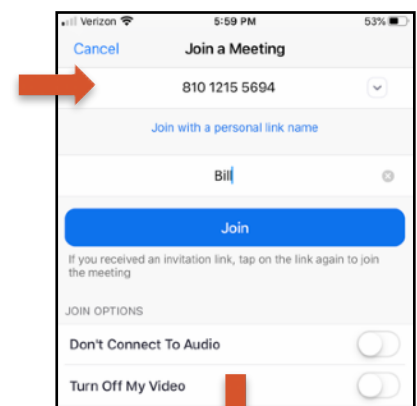 Verizon 5:59 PM 53%
Cancel Join a Meeting
810 1215 5694
Join with a personal link name
Bill
Join
If you received an invitation link, tap on the link again to join
the meeting
JOIN OPTIONS
Don't Connect To Audio
Turn Off My Video